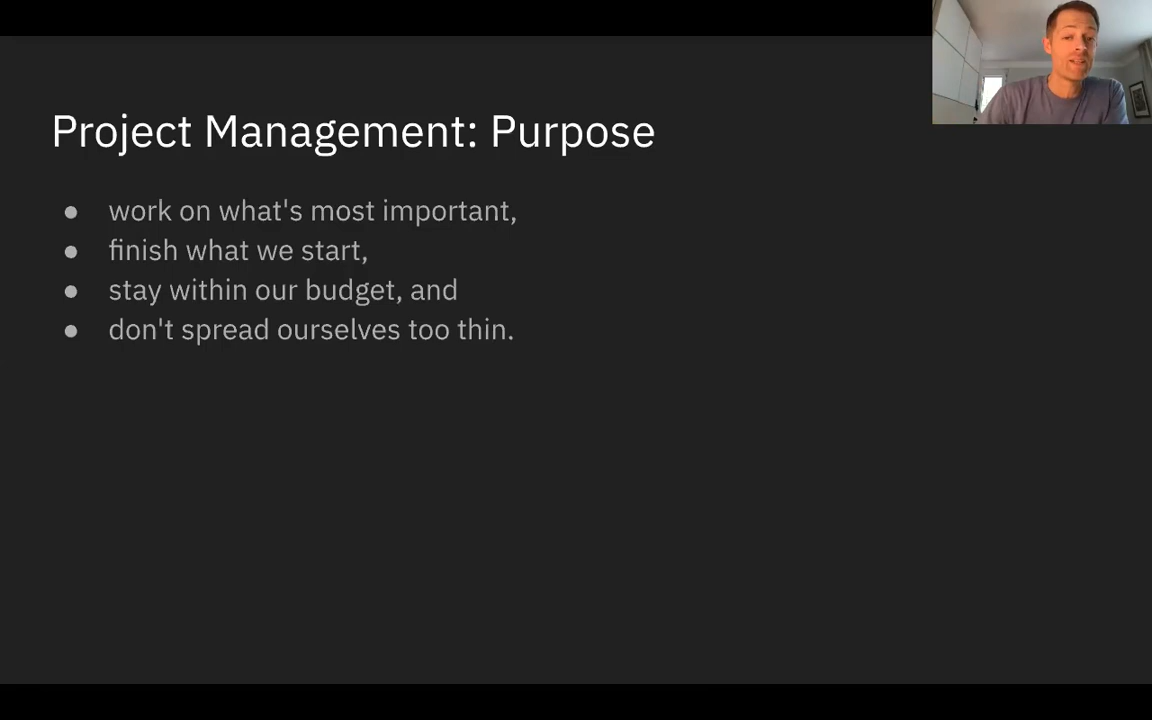 Project Management: Purpose
● work on what's most important,
● finish what we start,
● stay within our budget, and
● don't spread ourselves too thin.